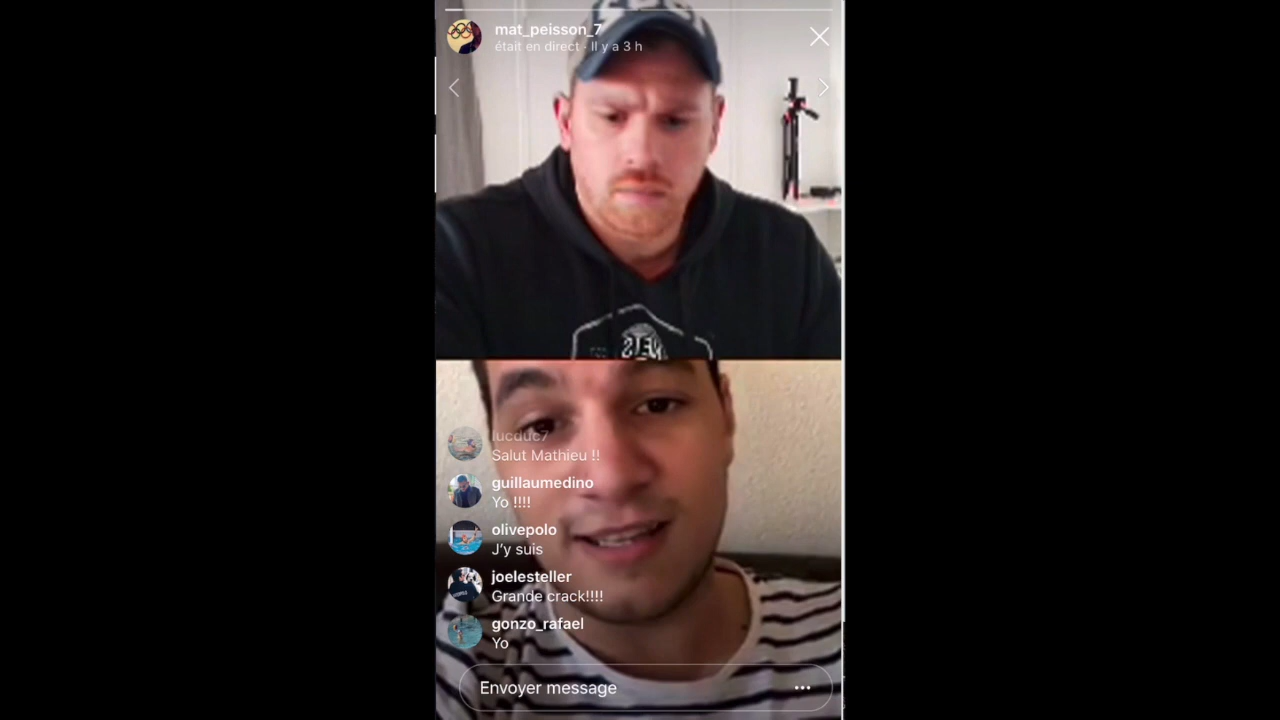 mat_peisson_7
était en direct · Il y a 3 h
lucduc7
Salut Mathieu !!
guillaumedino
Yo !!!!
olivepolo
J'y suis
joelesteller
Grande crack!!!!
gonzo_rafael
Yo
Envoyer message